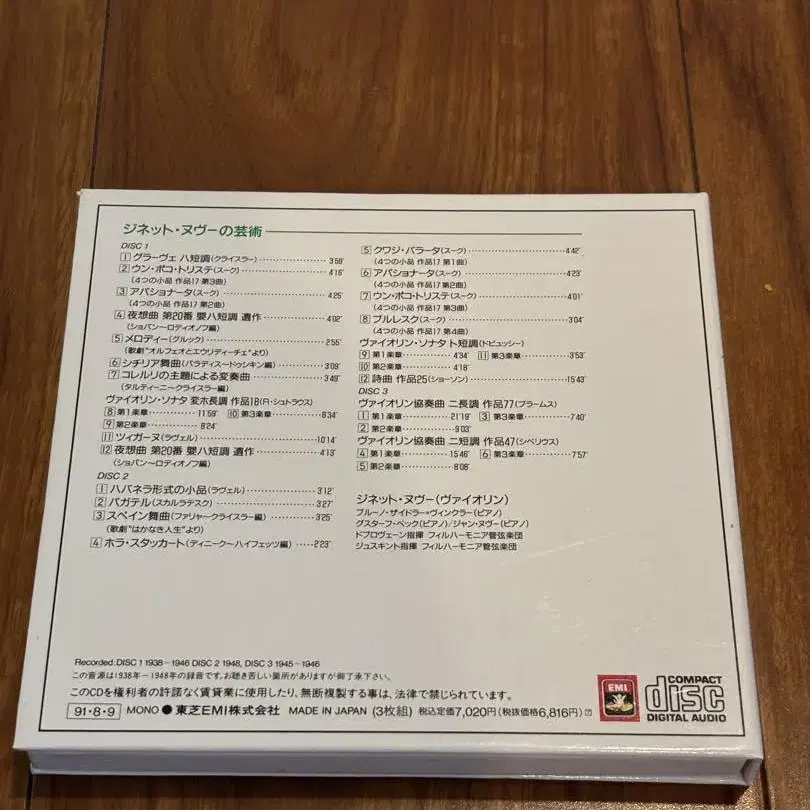 ジネット・ヌヴーの芸術
DISC 1
1 グラーヴェ ハ短調(クライスラー) 3'59"
2 ウン・ポコ・トリステ(スーク) 4'16"
(4つの小品 作品17 第3曲)
3 アパショナータ(スーク) 4'25"
(4つの小品 作品17 第2曲)
4 夜想曲 第20番 嬰ハ短調 遺作 4'02"
(ショパン〜ロディオノフ編)
5 メロディー(グルック) 2'55"
(歌劇"オルフェオとエウリディーチェ"より)
6 シチリア舞曲(パラディス〜ドゥシキン編) 3'09"
7 コレルリの主題による変奏曲 3'49"
(タルティーニ〜クライスラー編)
ヴァイオリン・ソナタ 変ホ長調 作品18(R・シュトラウス)
8 第1楽章 11'59" 10 第3楽章 8'34"
9 第2楽章 8'24"
11 ツィガーヌ(ラヴェル) 10'14"
12 夜想曲 第20番 嬰ハ短調 遺作 4'13"
(ショパン〜ロディオノフ編)
DISC 2
1 ハバネラ形式の小品(ラヴェル) 3'12"
2 バガテル(スカルラテスク) 3'27"
3 スペイン舞曲(ファリャ〜クライスラー編) 3'25"
(歌劇"はかなき人生"より)
4 ホラ・スタッカート(ディニーク〜ハイフェッツ編) 2'23"
5 クワジ・バラータ(スーク) 4'42"
(4つの小品 作品17 第1曲)
6 アパショナータ(スーク) 4'23"
(4つの小品 作品17 第2曲)
7 ウン・ポコ・トリステ(スーク) 4'01"
(4つの小品 作品17 第3曲)
8 ブルレスク(スーク) 3'04"
(4つの小品 作品17 第4曲)
ヴァイオリン・ソナタ ト短調(ドビュッシー)
9 第1楽章 4'34" 11 第3楽章 3'53"
10 第2楽章 4'18"
12 詩曲 作品25(ショーソン) 15'43"
DISC 3
ヴァイオリン協奏曲 ニ長調 作品77(ブラームス)
1 第1楽章 21'19" 3 第3楽章 7'40"
2 第2楽章 9'03"
ヴァイオリン協奏曲 ニ短調 作品47(シベリウス)
4 第1楽章 15'46" 6 第3楽章 7'57"
5 第2楽章 8'08"
ジネット・ヌヴー(ヴァイオリン)
ブルーノ・ザイドラー=ヴィンクラー(ピアノ)
グスターフ・ベック(ピアノ)/ジャン・ヌヴー(ピアノ)
ドブロヴェーン指揮 フィルハーモニア管弦楽団
ジュスキント指揮 フィルハーモニア管弦楽団
Recorded: DISC 1 1938〜1946 DISC 2 1948, DISC 3 1945〜1946
この音源は1938年〜1948年の録音です。お聴き苦しい箇所がありますが御了承下さい。
このCDを権利者の許諾なく賃貸業に使用したり、無断複製する事は、法律で禁じられています。
91・8・9 MONO ● 東芝EMI株式会社 MADE IN JAPAN (3枚組) 税込定価7,020円(税抜価格6,816円)
EMI
COMPACT
disc
DIGITAL AUDIO